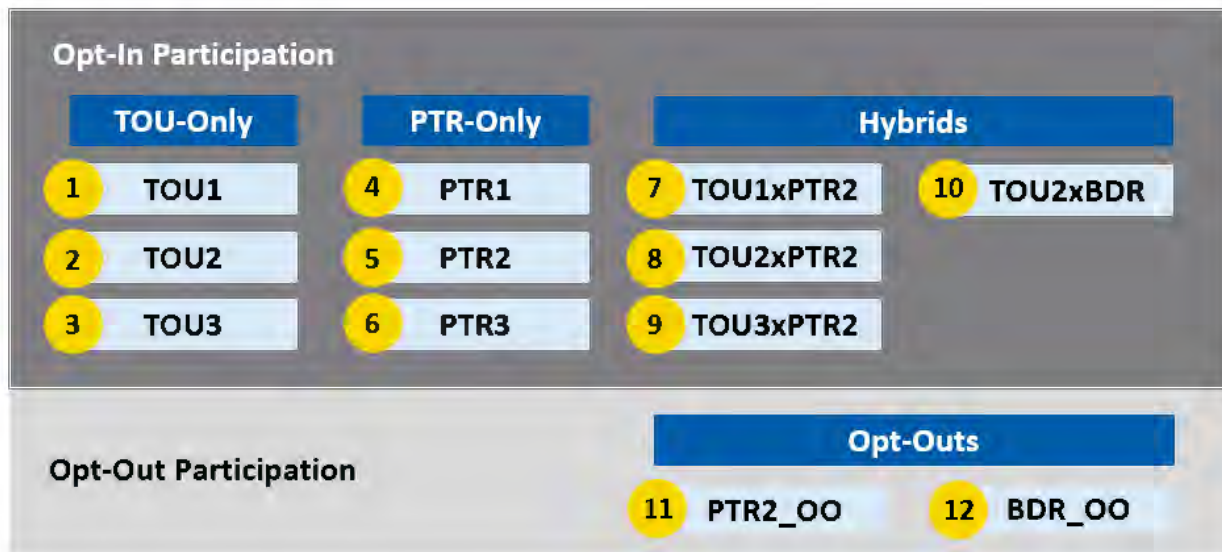 Opt-In Participation
TOU-Only PTR-Only Hybrids
1 TOU1 4 PTR1 7 TOU1xPTR2 10 TOU2xBDR
2 TOU2 5 PTR2 8 TOU2xPTR2
3 TOU3 6 PTR3 9 TOU3xPTR2
Opt-Outs
Opt-Out Participation
11 PTR2_OO 12 BDR_OO